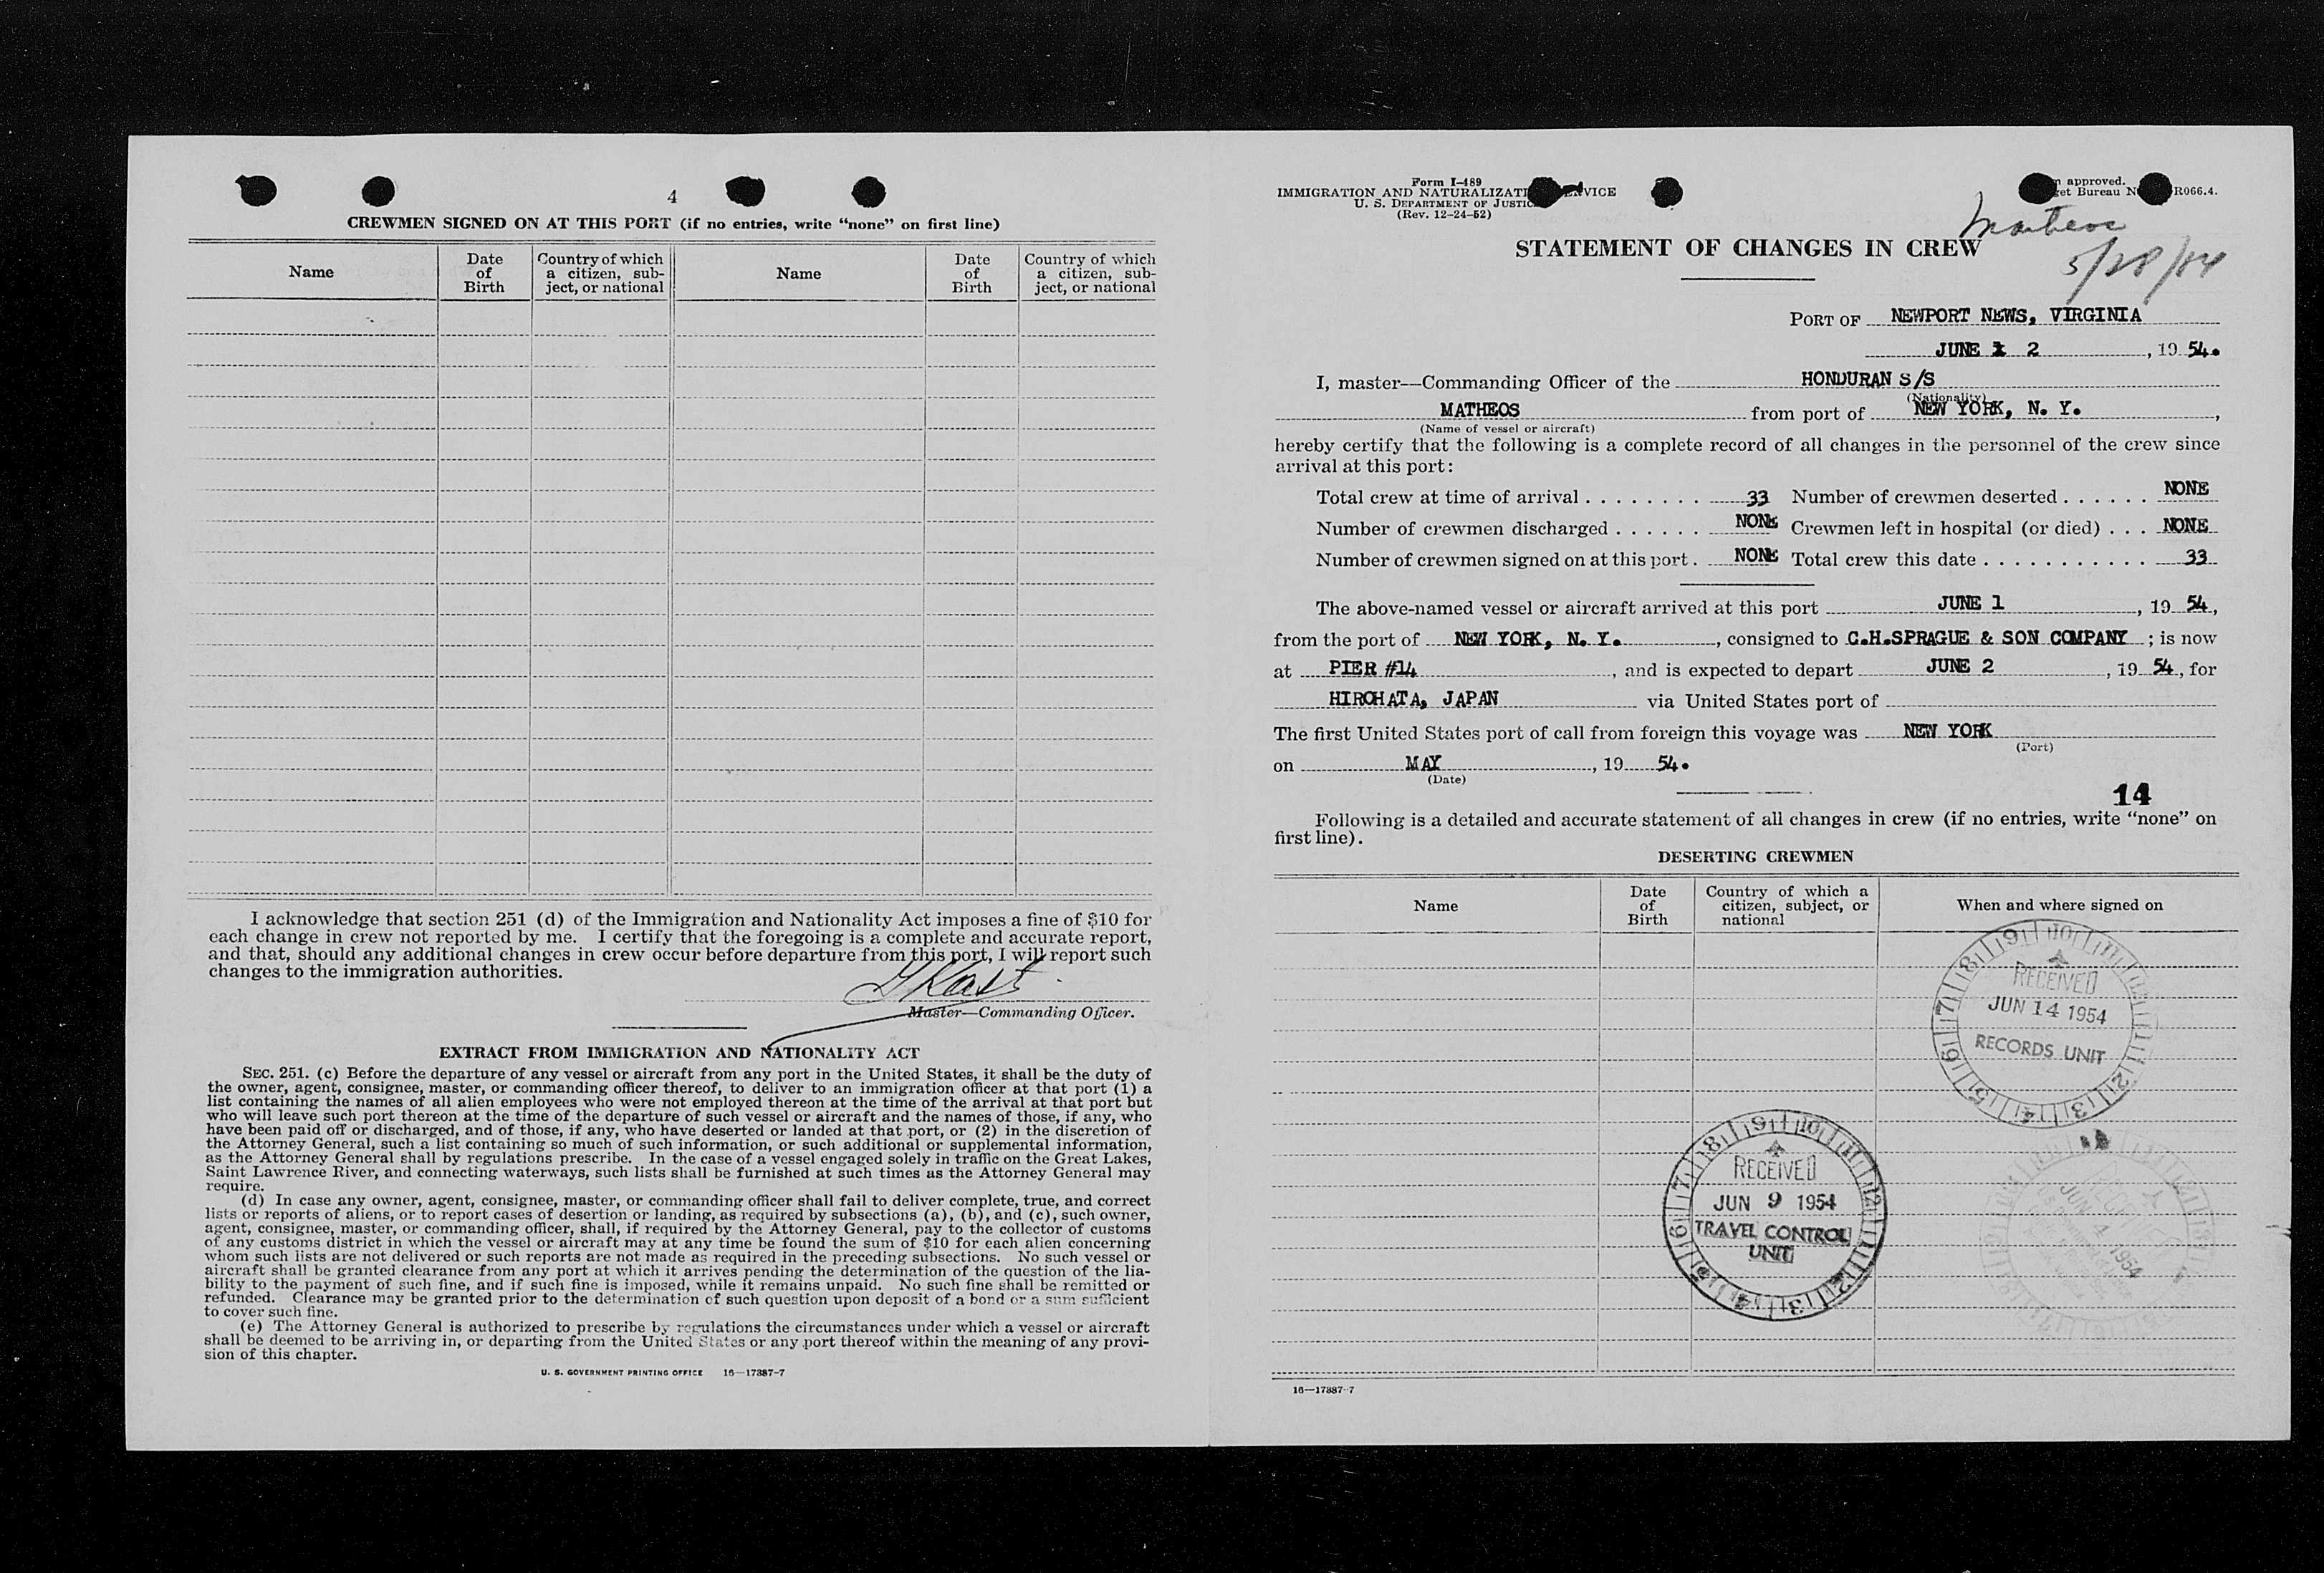 4
CREWMEN SIGNED ON AT THIS PORT (if no entries, write "none" on first line)
Name
Date of Birth
Country of which a citizen, sub-ject, or national
Name
Date of Birth
Country of which a citizen, sub-ject, or national
I acknowledge that section 251 (d) of the Immigration and Nationality Act imposes a fine of $10 for
each change in crew not reported by me. I certify that the foregoing is a complete and accurate report,
and that, should any additional changes in crew occur before departure from this port, I will report such
changes to the immigration authorities.
Master—Commanding Officer.
EXTRACT FROM IMMIGRATION AND NATIONALITY ACT
SEC. 251. (c) Before the departure of any vessel or aircraft from any port in the United States, it shall be the duty of
the owner, agent, consignee, master, or commanding officer thereof, to deliver to an immigration officer at that port (1) a
list containing the names of all alien employees who were not employed thereon at the time of the arrival at that port but
who will leave such port thereon at the time of the departure of such vessel or aircraft and the names of those, if any, who
have been paid off or discharged, and of those, if any, who have deserted or landed at that port, or (2) in the discretion of
the Attorney General, such a list containing so much of such information, or such additional or supplemental information,
as the Attorney General shall by regulations prescribe. In the case of a vessel engaged solely in traffic on the Great Lakes,
Saint Lawrence River, and connecting waterways, such lists shall be furnished at such times as the Attorney General may
require.
(d) In case any owner, agent, consignee, master, or commanding officer shall fail to deliver complete, true, and correct
lists or reports of aliens, or to report cases of desertion or landing, as required by subsections (a), (b), and (c), such owner,
agent, consignee, master, or commanding officer, shall, if required by the Attorney General, pay to the collector of customs
of any customs district in which the vessel or aircraft may at any time be found the sum of $10 for each alien concerning
whom such lists are not delivered or such reports are not made as required in the preceding subsections. No such vessel or
aircraft shall be granted clearance from any port at which it arrives pending the determination of the question of the lia-
bility to the payment of such fine, and if such fine is imposed, while it remains unpaid. No such fine shall be remitted or
refunded. Clearance may be granted prior to the determination of such question upon deposit of a bond or a sum sufficient
to cover such fine.
(e) The Attorney General is authorized to prescribe by regulations the circumstances under which a vessel or aircraft
shall be deemed to be arriving in, or departing from the United States or any port thereof within the meaning of any provi-
sion of this chapter.
U. S. GOVERNMENT PRINTING OFFICE 16—17387-7
Form I-489
IMMIGRATION AND NATURALIZATI VICE
U. S. DEPARTMENT OF JUSTIC
(Rev. 12-24-52)
approved.
et Bureau N R066.4.
5/28/54
STATEMENT OF CHANGES IN CREW
PORT OF NEWPORT NEWS, VIRGINIA
JUNE 2, 19 54.
I, master—Commanding Officer of the HONDURAN S/S
(Nationality)
MATHEOS from port of NEW YORK, N. Y.,
(Name of vessel or aircraft)
hereby certify that the following is a complete record of all changes in the personnel of the crew since
arrival at this port:
Total crew at time of arrival . . . . . . . . 33 Number of crewmen deserted . . . . . . NONE
Number of crewmen discharged . . . . . . NONE Crewmen left in hospital (or died) . . . NONE
Number of crewmen signed on at this port . NONE Total crew this date . . . . . . . . . . . 33
The above-named vessel or aircraft arrived at this port JUNE 1, 19 54,
from the port of NEW YORK, N. Y., consigned to C.H.SPRAGUE & SON COMPANY ; is now
at PIER #14, and is expected to depart JUNE 2, 19 54, for
HIROHATA, JAPAN via United States port of
The first United States port of call from foreign this voyage was NEW YORK
(Port)
on MAY, 19 54.
(Date)
14
Following is a detailed and accurate statement of all changes in crew (if no entries, write "none" on
first line).
DESERTING CREWMEN
Name
Date of Birth
Country of which a citizen, subject, or national
When and where signed on
RECEIVED
JUN 14 1954
RECORDS UNIT
RECEIVED
JUN 9 1954
TRAVEL CONTROL
UNIT
JUN 4 1954
16—17387-7